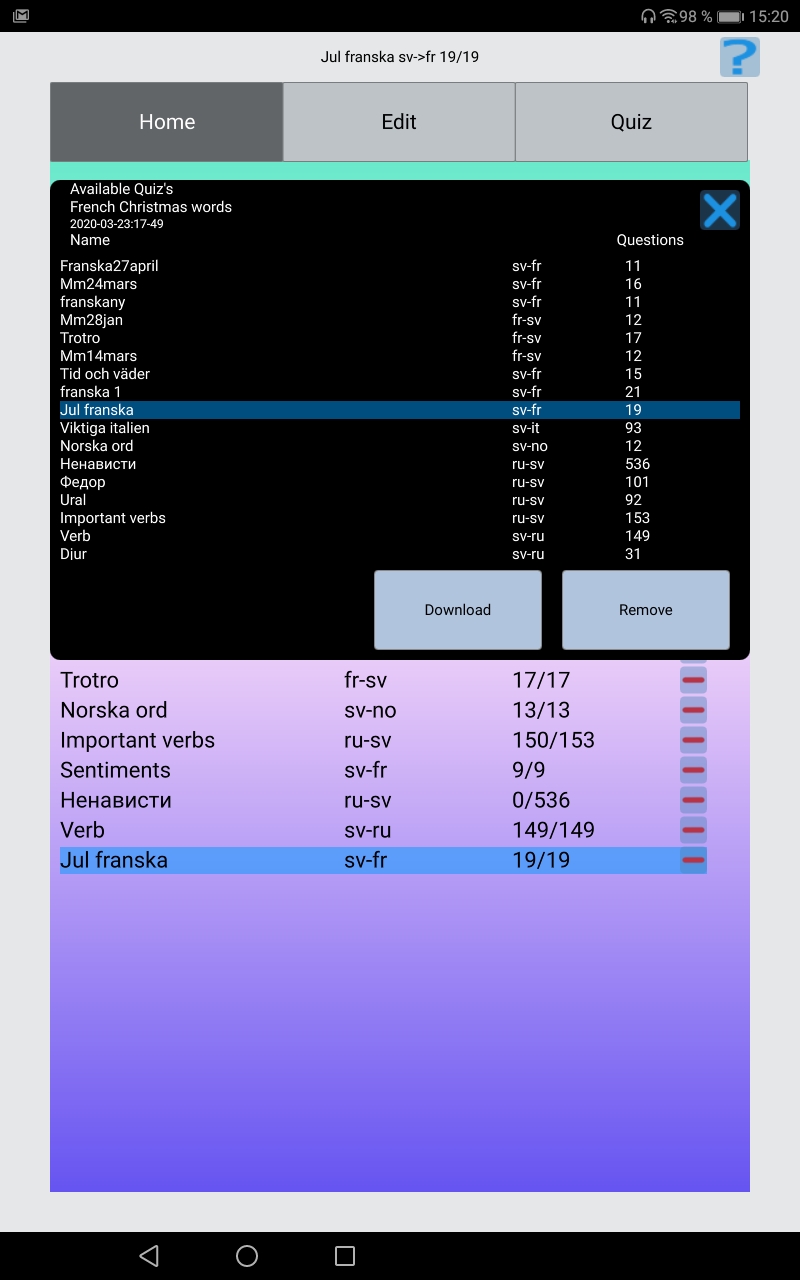 98 % 15:20
Jul franska sv->fr 19/19 ?
Home Edit Quiz
Available Quiz's
French Christmas words
2020-03-23:17-49
Name Questions
Franska27april sv-fr 11
Mm24mars sv-fr 16
franskany sv-fr 11
Mm28jan fr-sv 12
Trotro fr-sv 17
Mm14mars fr-sv 12
Tid och väder sv-fr 15
franska 1 sv-fr 21
Jul franska sv-fr 19
Viktiga italien sv-it 93
Norska ord sv-no 12
Ненависти ru-sv 536
Федор ru-sv 101
Ural ru-sv 92
Important verbs ru-sv 153
Verb sv-ru 149
Djur sv-ru 31
Download Remove
Trotro fr-sv 17/17
Norska ord sv-no 13/13
Important verbs ru-sv 150/153
Sentiments sv-fr 9/9
Ненависти ru-sv 0/536
Verb sv-ru 149/149
Jul franska sv-fr 19/19